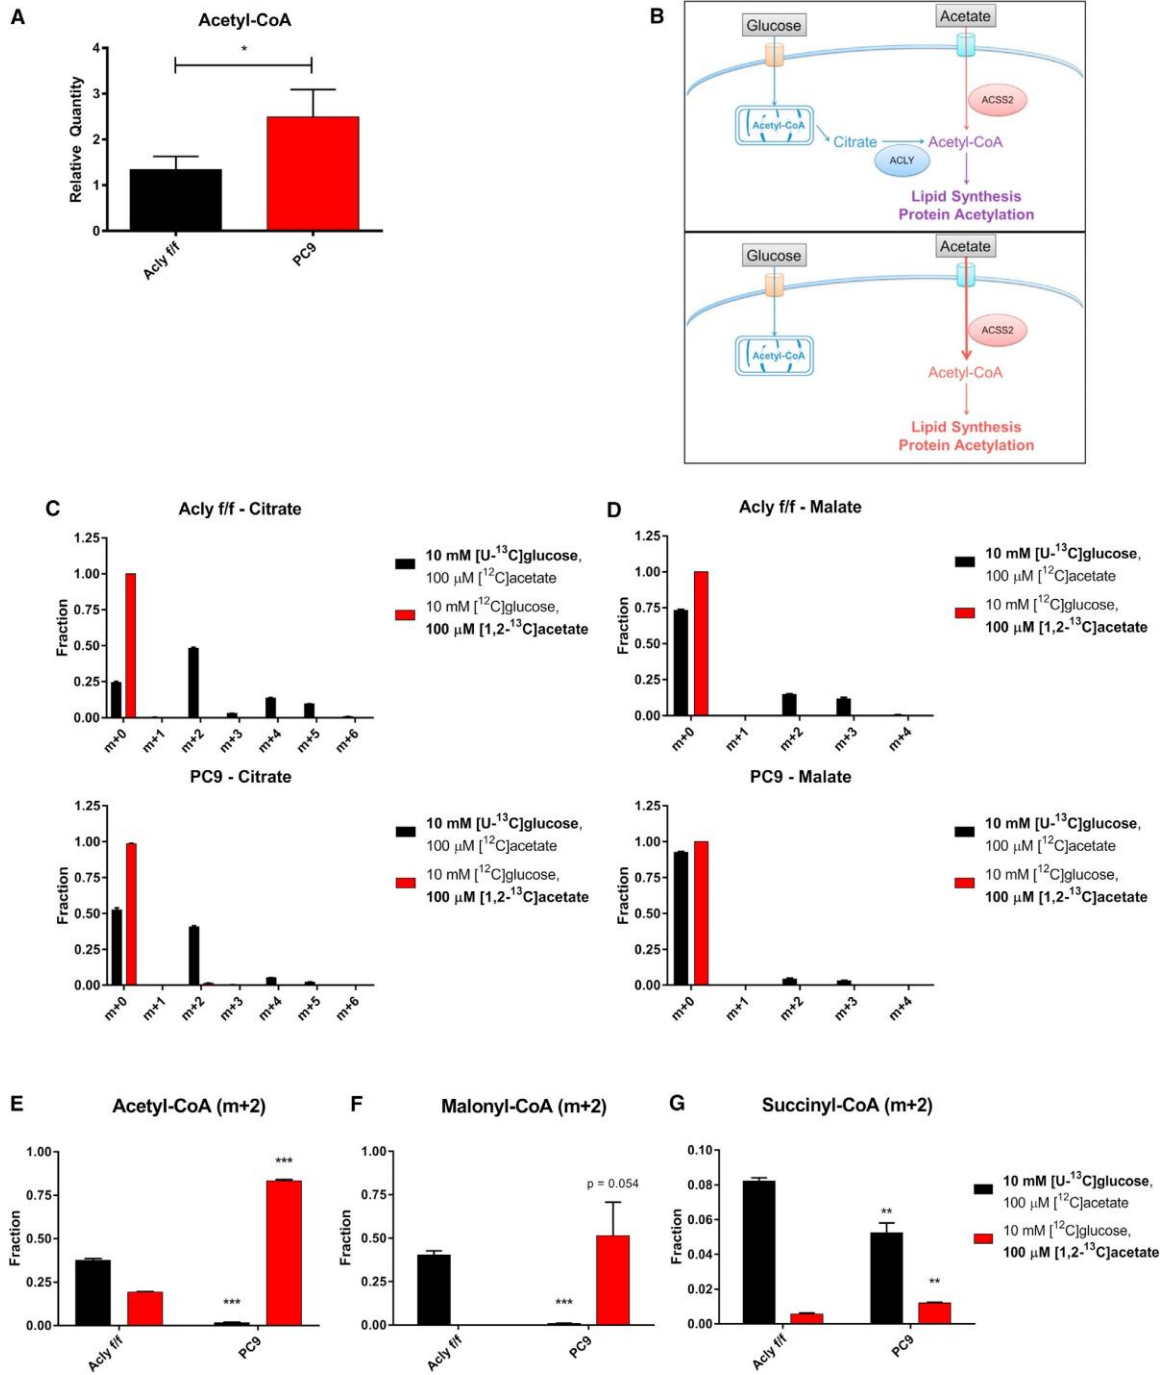 A
Acetyl-CoA
Relative Quantity
4
3
2
1
0
*
Acly f/f
PC9
B
Glucose
Acetate
ACSS2
Acetyl-CoA
Citrate
Acetyl-CoA
ACLY
Lipid Synthesis
Protein Acetylation
Glucose
Acetate
ACSS2
Acetyl-CoA
Acetyl-CoA
Lipid Synthesis
Protein Acetylation
C
Acly f/f - Citrate
Fraction
1.25
1.00
0.75
0.50
0.25
0.00
m+0
m+1
m+2
m+3
m+4
m+5
m+6
10 mM [U-¹³C]glucose,
100 μM [¹²C]acetate
10 mM [¹²C]glucose,
100 μM [1,2-¹³C]acetate
PC9 - Citrate
Fraction
1.25
1.00
0.75
0.50
0.25
0.00
m+0
m+1
m+2
m+3
m+4
m+5
m+6
10 mM [U-¹³C]glucose,
100 μM [¹²C]acetate
10 mM [¹²C]glucose,
100 μM [1,2-¹³C]acetate
D
Acly f/f - Malate
Fraction
1.25
1.00
0.75
0.50
0.25
0.00
m+0
m+1
m+2
m+3
m+4
10 mM [U-¹³C]glucose,
100 μM [¹²C]acetate
10 mM [¹²C]glucose,
100 μM [1,2-¹³C]acetate
PC9 - Malate
Fraction
1.25
1.00
0.75
0.50
0.25
0.00
m+0
m+1
m+2
m+3
m+4
10 mM [U-¹³C]glucose,
100 μM [¹²C]acetate
10 mM [¹²C]glucose,
100 μM [1,2-¹³C]acetate
E
Acetyl-CoA (m+2)
Fraction
1.00
0.75
0.50
0.25
0.00
***
***
Acly f/f
PC9
F
Malonyl-CoA (m+2)
Fraction
1.00
0.75
0.50
0.25
0.00
p = 0.054
***
Acly f/f
PC9
G
Succinyl-CoA (m+2)
Fraction
0.10
0.08
0.06
0.04
0.02
0.00
**
**
Acly f/f
PC9
10 mM [U-¹³C]glucose,
100 μM [¹²C]acetate
10 mM [¹²C]glucose,
100 μM [1,2-¹³C]acetate